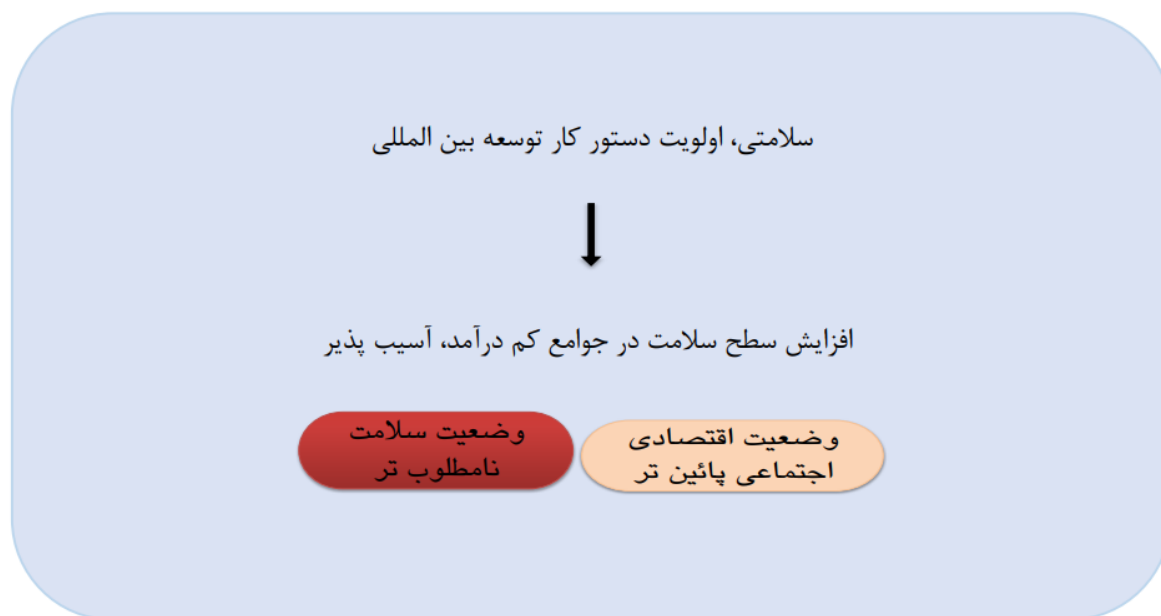 سلامتی، اولویت دستور کار توسعه بین المللی
افزایش سطح سلامت در جوامع کم درآمد، آسیب پذیر
وضعیت اقتصادی
اجتماعی پائین تر
وضعیت سلامت
نامطلوب تر